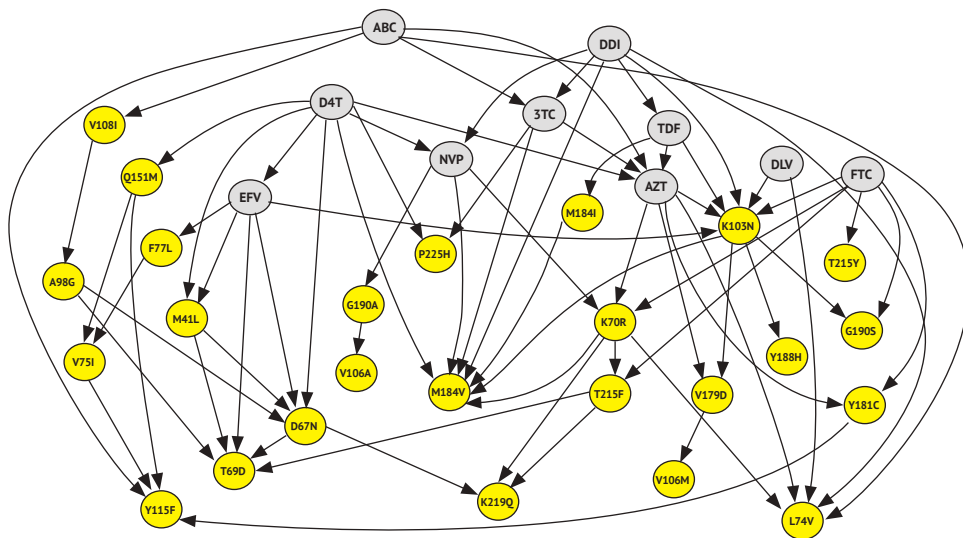 ABC
DDI
D4T
3TC
V108I
TDF
NVP
DLV
Q151M
AZT
FTC
EFV
M184I
K103N
F77L
P225H
T215Y
A98G
G190A
M41L
K70R
G190S
V75I
Y188H
V106A
M184V
T215F
V179D
Y181C
D67N
T69D
V106M
K219Q
Y115F
L74V